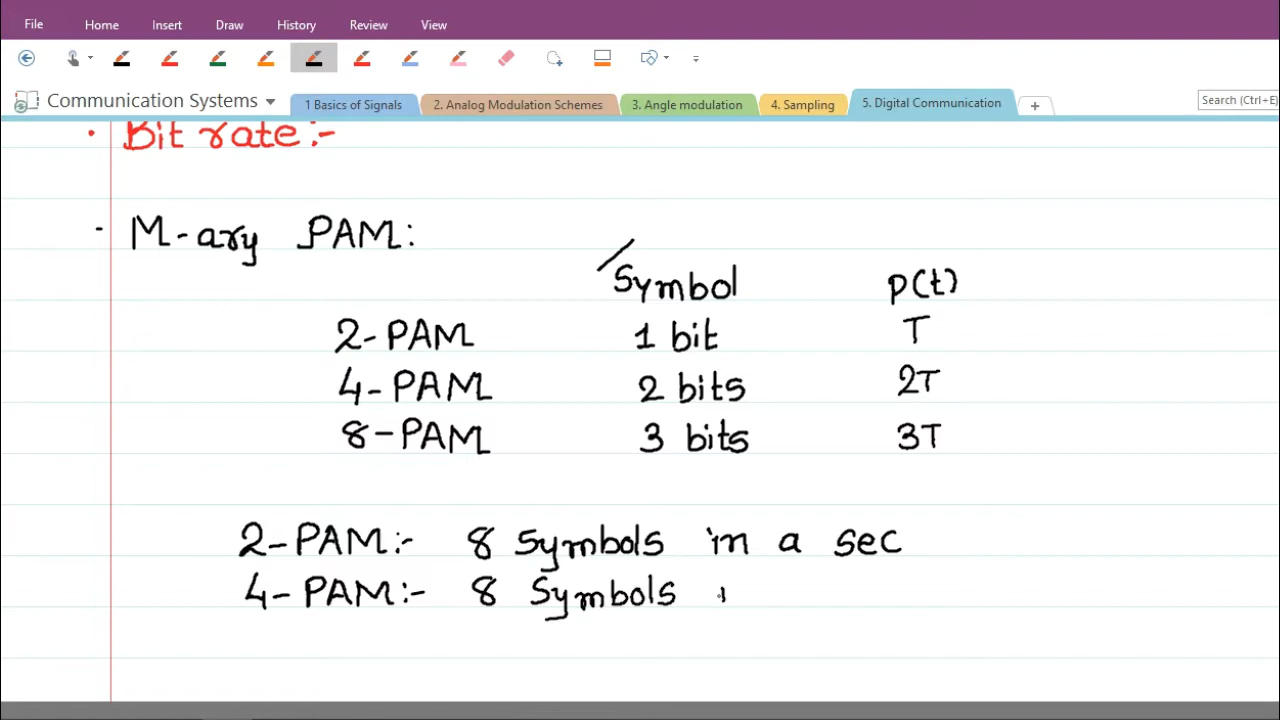 File Home Insert Draw History Review View
Communication Systems 1 Basics of Signals 2. Analog Modulation Schemes 3. Angle modulation 4. Sampling 5. Digital Communication + Search (Ctrl+E)
• Bit rate :-
· M-ary PAM:
Symbol p(t)
2-PAM 1 bit T
4-PAM 2 bits 2T
8-PAM 3 bits 3T
2-PAM:- 8 Symbols in a sec
4-PAM:- 8 Symbols